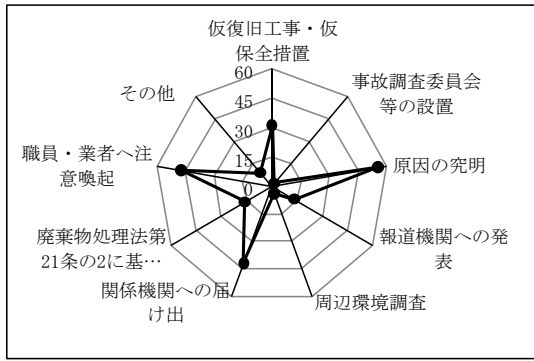 仮復旧工事・仮
保全措置
事故調査委員会
等の設置
原因の究明
報道機関への発
表
周辺環境調査
関係機関への届
け出
廃棄物処理法第
21条の2に基…
職員・業者へ注
意喚起
その他
60
45
30
15
0